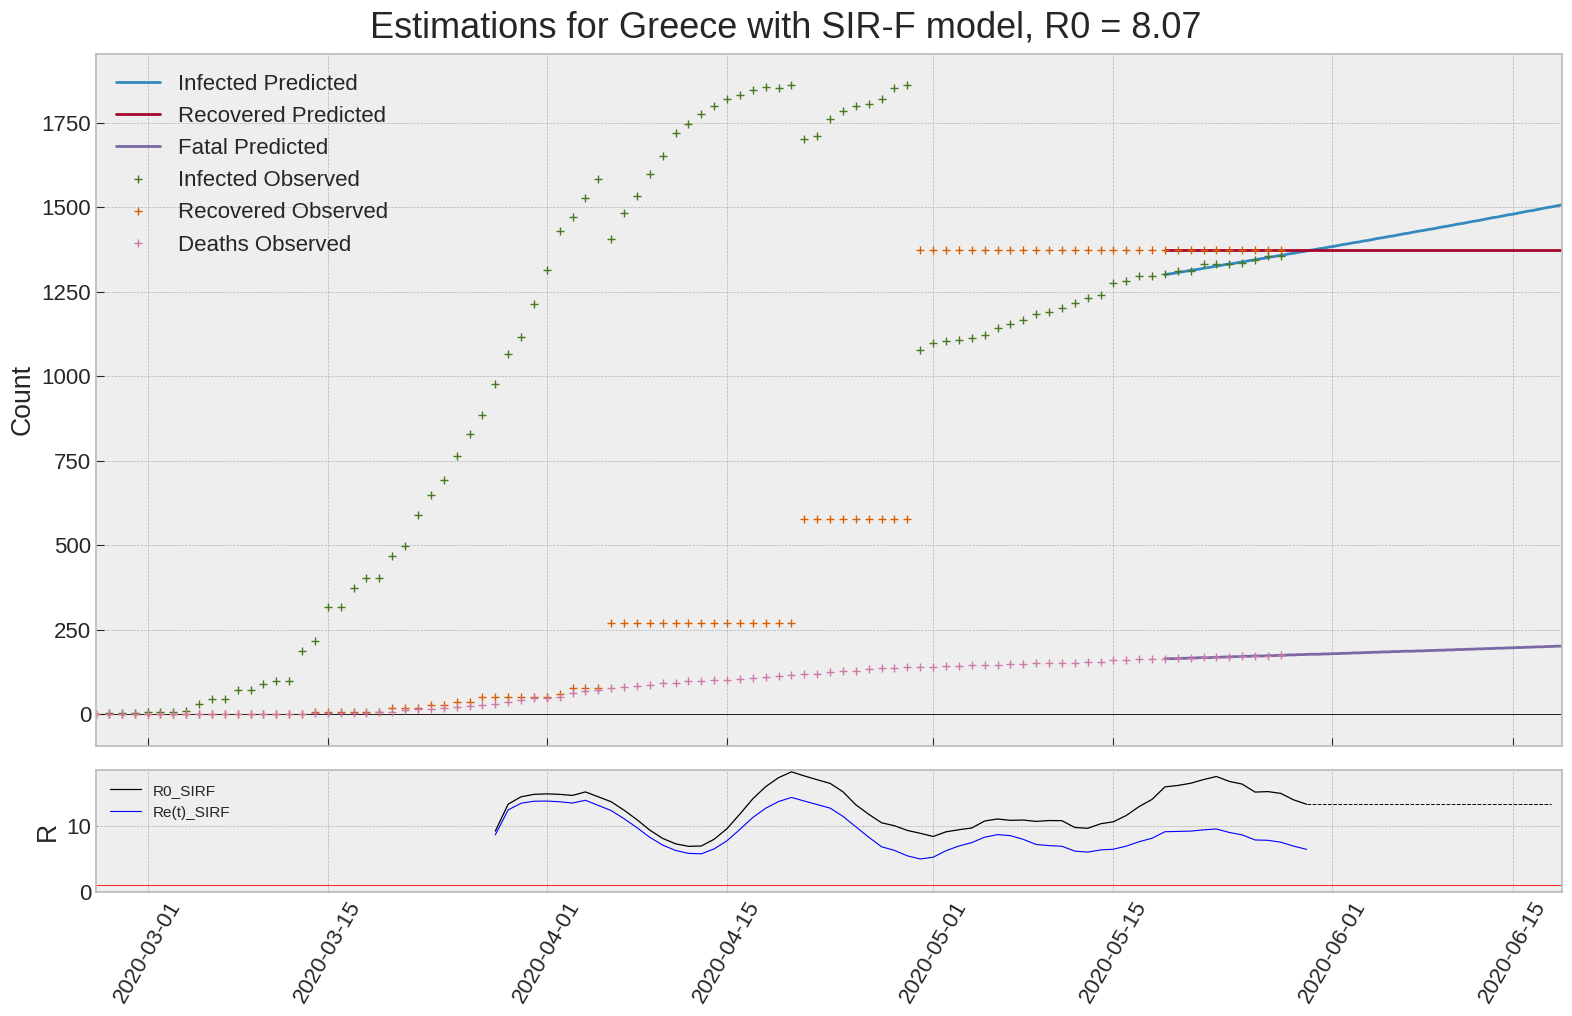 Estimations for Greece with SIR-F model, R0 = 8.07
Infected Predicted
Recovered Predicted
Fatal Predicted
Infected Observed
Recovered Observed
Deaths Observed
Count
1750
1500
1250
1000
750
500
250
0
R0_SIRF
Re(t)_SIRF
R
10
0
2020-03-01
2020-03-15
2020-04-01
2020-04-15
2020-05-01
2020-05-15
2020-06-01
2020-06-15